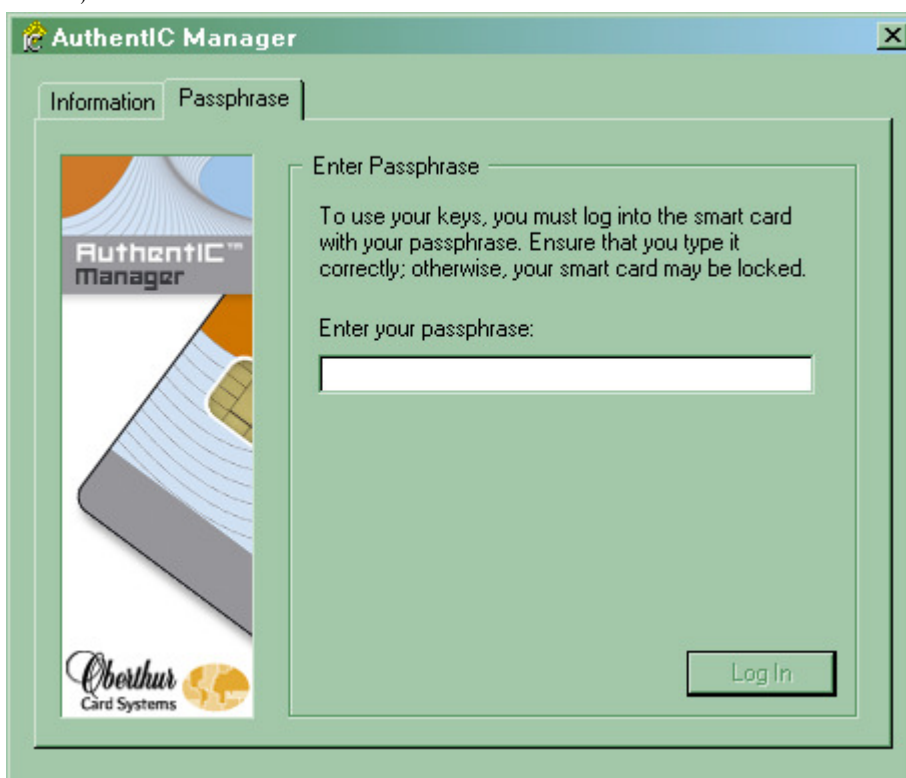 AuthentIC Manager
Information Passphrase
Enter Passphrase
To use your keys, you must log into the smart card
with your passphrase. Ensure that you type it
correctly; otherwise, your smart card may be locked.
Enter your passphrase:
AuthentIC™
Manager
Oberthur
Card Systems
Log In